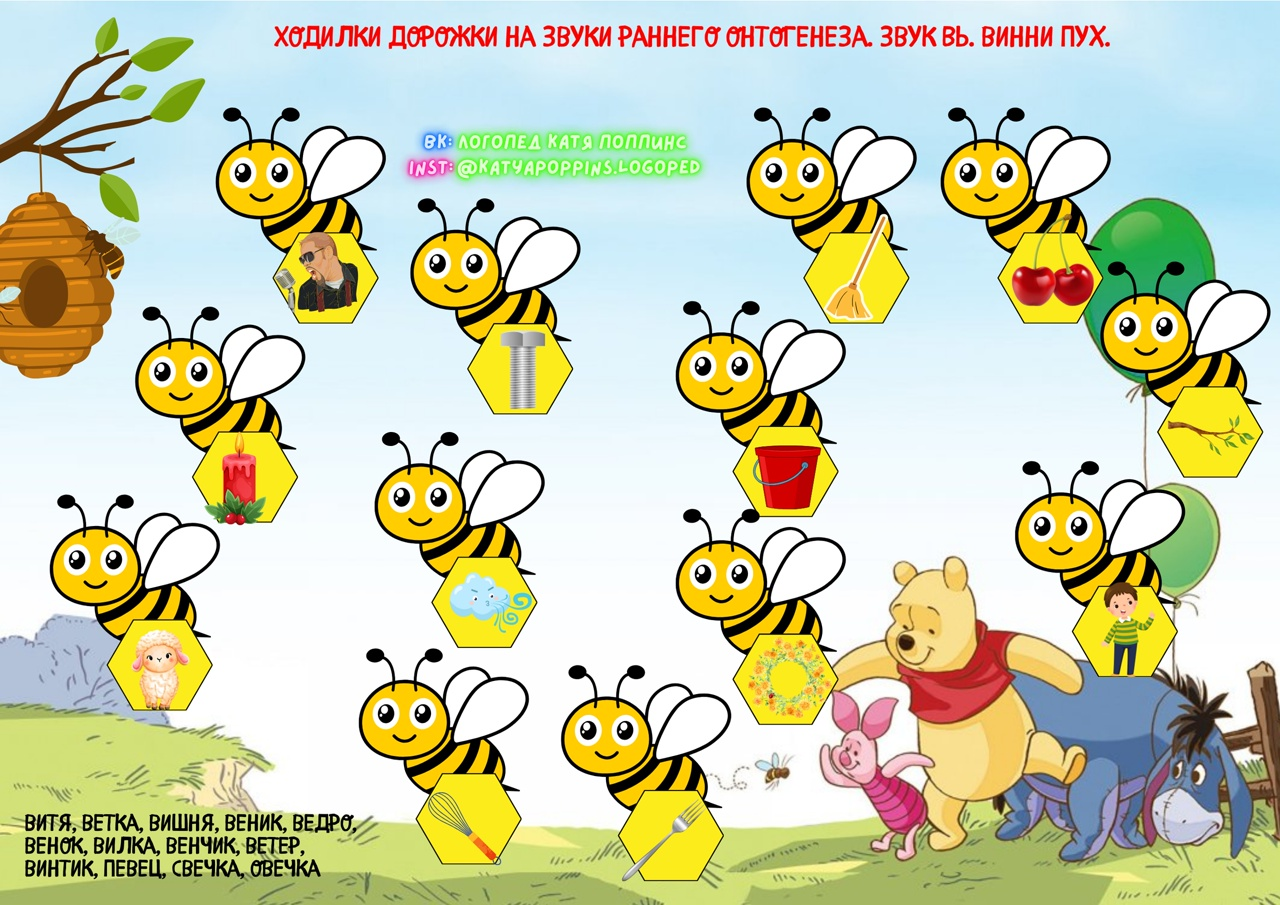 ХОДИЛКИ ДОРОЖКИ НА ЗВУКИ РАННЕГО ОНТОГЕНЕЗА. ЗВУК ВЬ. ВИННИ ПУХ.
ВК: ЛОГОПЕД КАТЯ ПОППИНС
INST: @KATYAPOPPINS.LOGOPED
ВИТЯ, ВЕТКА, ВИШНЯ, ВЕНИК, ВЕДРО,
ВЕНОК, ВИЛКА, ВЕНЧИК, ВЕТЕР,
ВИНТИК, ПЕВЕЦ, СВЕЧКА, ОВЕЧКА